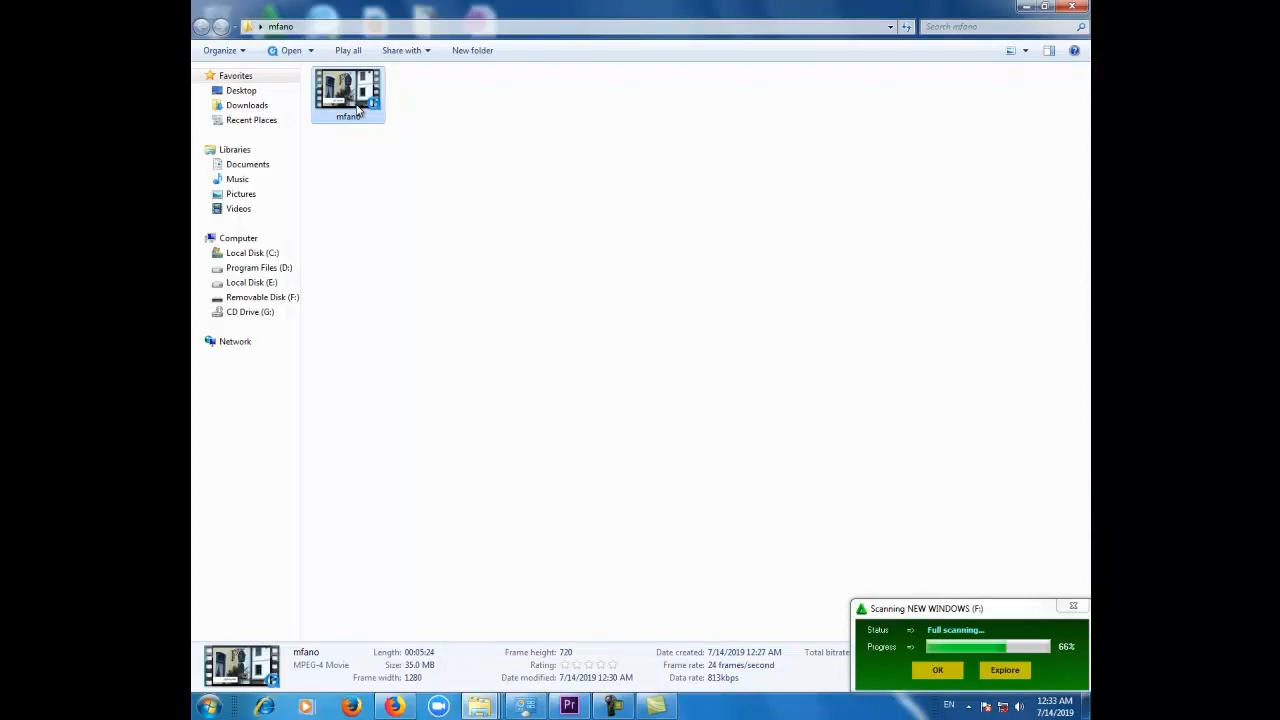 mfano
Search mfano
Organize
Open
Play all
Share with
New folder
Favorites
Desktop
Downloads
Recent Places
Libraries
Documents
Music
Pictures
Videos
Computer
Local Disk (C:)
Program Files (D:)
Local Disk (E:)
Removable Disk (F:)
CD Drive (G:)
Network
mfano
Scanning NEW WINDOWS (F:)
Status => Full scanning...
Progress => 66%
OK
Explore
mfano
MPEG-4 Movie
Length: 00:05:24
Size: 35.0 MB
Frame width: 1280
Frame height: 720
Rating:
Date modified: 7/14/2019 12:30 AM
Date created: 7/14/2019 12:27 AM
Frame rate: 24 frames/second
Data rate: 813kbps
Total bitrate
Pr
EN
12:33 AM
7/14/2019